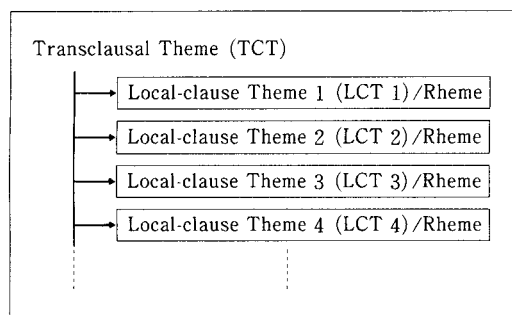 Transclausal Theme (TCT)
Local-clause Theme 1 (LCT 1)/Rheme
Local-clause Theme 2 (LCT 2)/Rheme
Local-clause Theme 3 (LCT 3)/Rheme
Local-clause Theme 4 (LCT 4)/Rheme